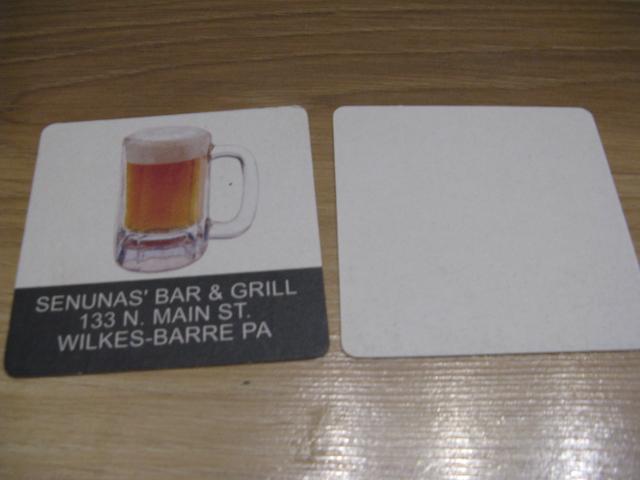 SENUNAS' BAR & GRILL
133 N. MAIN ST.
WILKES-BARRE PA